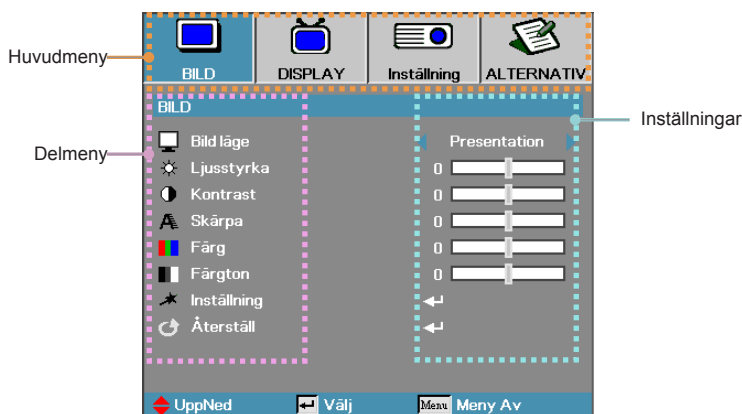 Huvudmeny
BILD DISPLAY Inställning ALTERNATIV
BILD
Inställningar
Delmeny
Bild läge Presentation
Ljusstyrka 0
Kontrast 0
Skärpa 0
Färg 0
Färgton 0
Inställning
Återställ
UppNed Välj Menu Meny Av